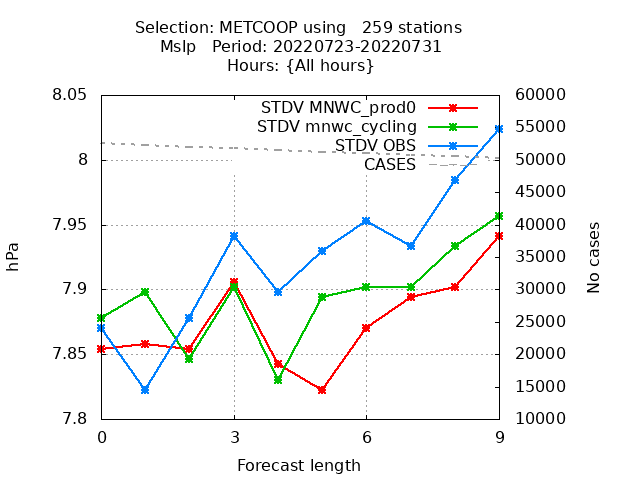 Selection: METCOOP using   259 stations
Mslp   Period: 20220723-20220731
Hours: {All hours}
8.05
8
7.95
7.9
7.85
7.8
hPa
STDV MNWC_prod0
STDV mnwc_cycling
STDV OBS
CASES
60000
55000
50000
45000
40000
35000
30000
25000
20000
15000
10000
No cases
0 3 6 9
Forecast length